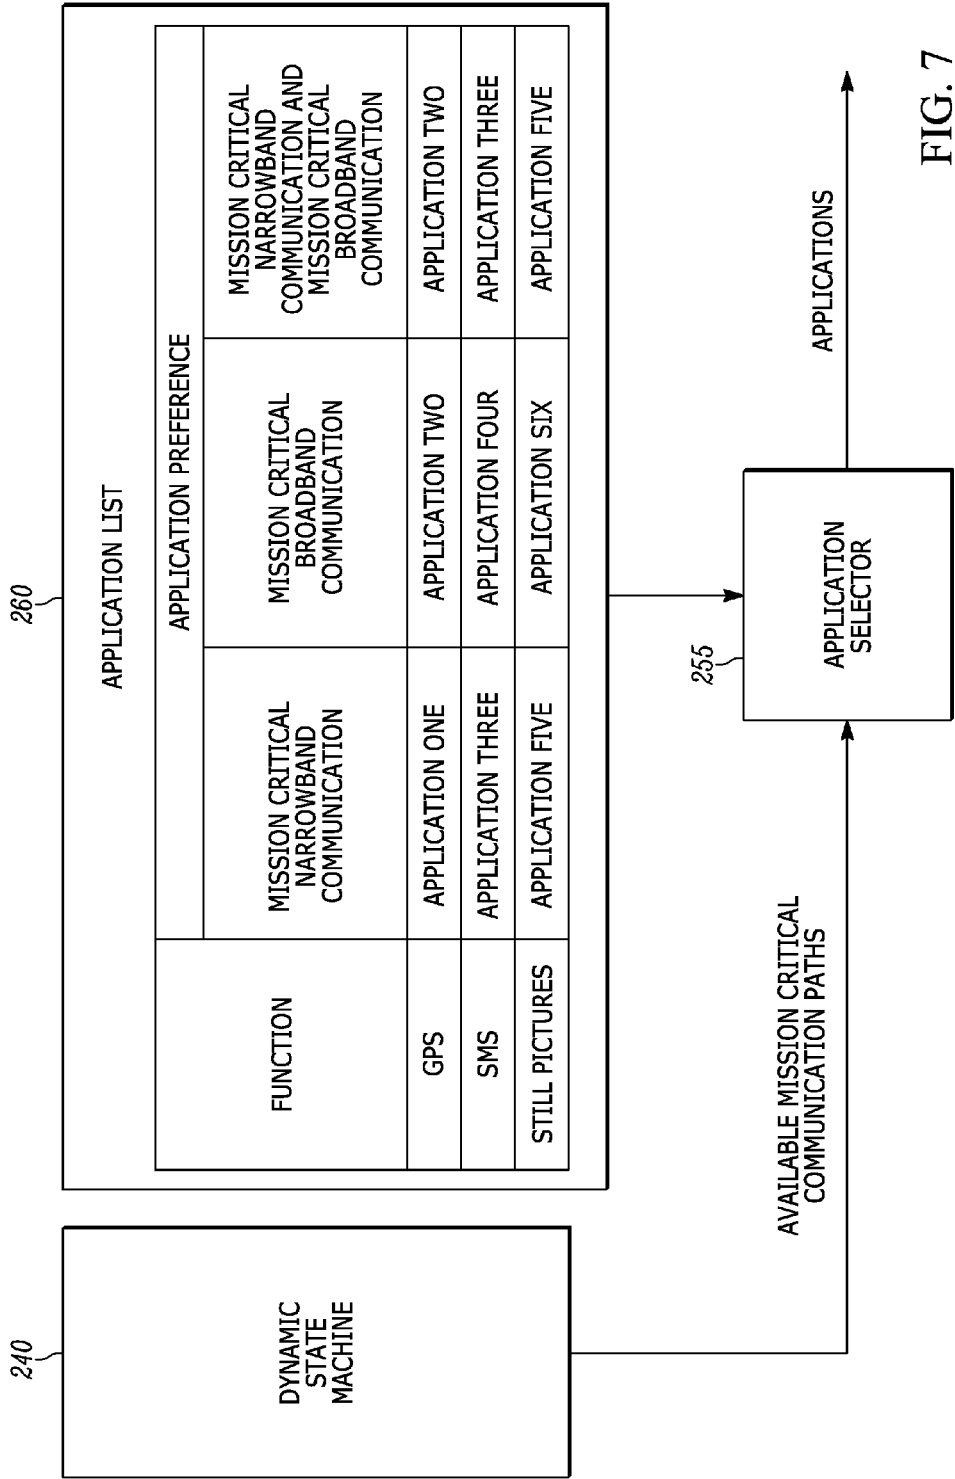 240
DYNAMIC
STATE
MACHINE
260
APPLICATION LIST
FUNCTION
APPLICATION PREFERENCE
MISSION CRITICAL
NARROWBAND
COMMUNICATION
MISSION CRITICAL
BROADBAND
COMMUNICATION
MISSION CRITICAL
NARROWBAND
COMMUNICATION AND
MISSION CRITICAL
BROADBAND
COMMUNICATION
GPS
APPLICATION ONE
APPLICATION TWO
APPLICATION TWO
SMS
APPLICATION THREE
APPLICATION FOUR
APPLICATION THREE
STILL PICTURES
APPLICATION FIVE
APPLICATION SIX
APPLICATION FIVE
AVAILABLE MISSION CRITICAL
COMMUNICATION PATHS
255
APPLICATION
SELECTOR
APPLICATIONS
FIG. 7